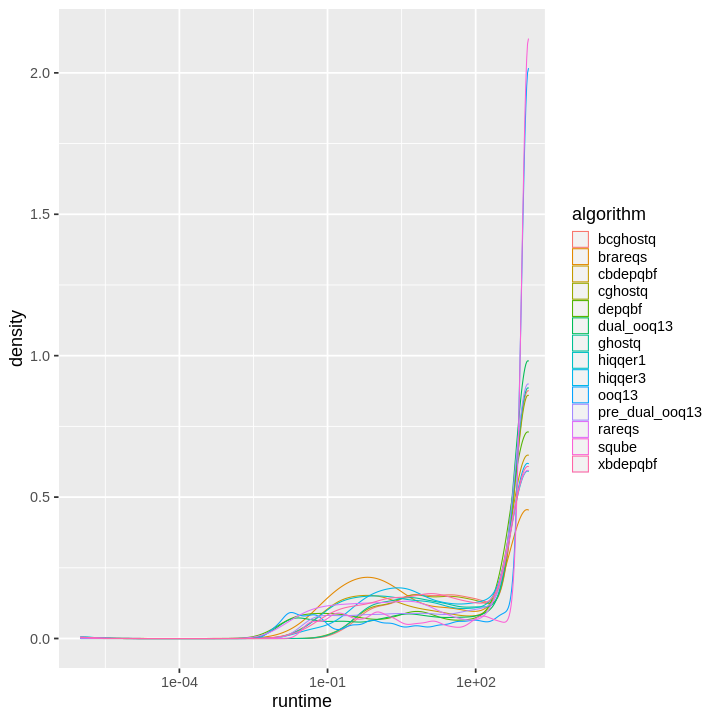 2.0
1.5
1.0
0.5
0.0
density
1e-04
1e-01
1e+02
runtime
algorithm
bcghostq
brareqs
cbdepqbf
cghostq
depqbf
dual_ooq13
ghostq
hiqqer1
hiqqer3
ooq13
pre_dual_ooq13
rareqs
sqube
xbdepqbf